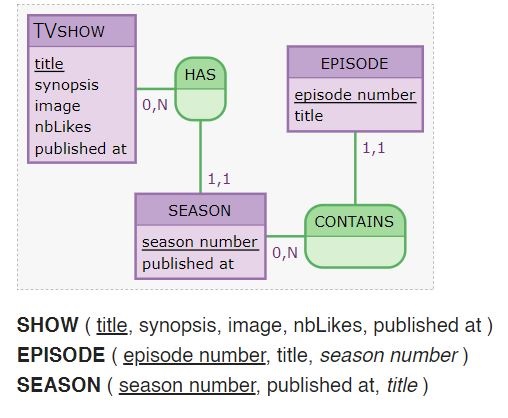 TVSHOW
title
synopsis
image
nbLikes
published at
HAS
0,N
1,1
EPISODE
episode number
title
1,1
SEASON
season number
published at
0,N
CONTAINS
SHOW ( title, synopsis, image, nbLikes, published at )
EPISODE ( episode number, title, season number )
SEASON ( season number, published at, title )